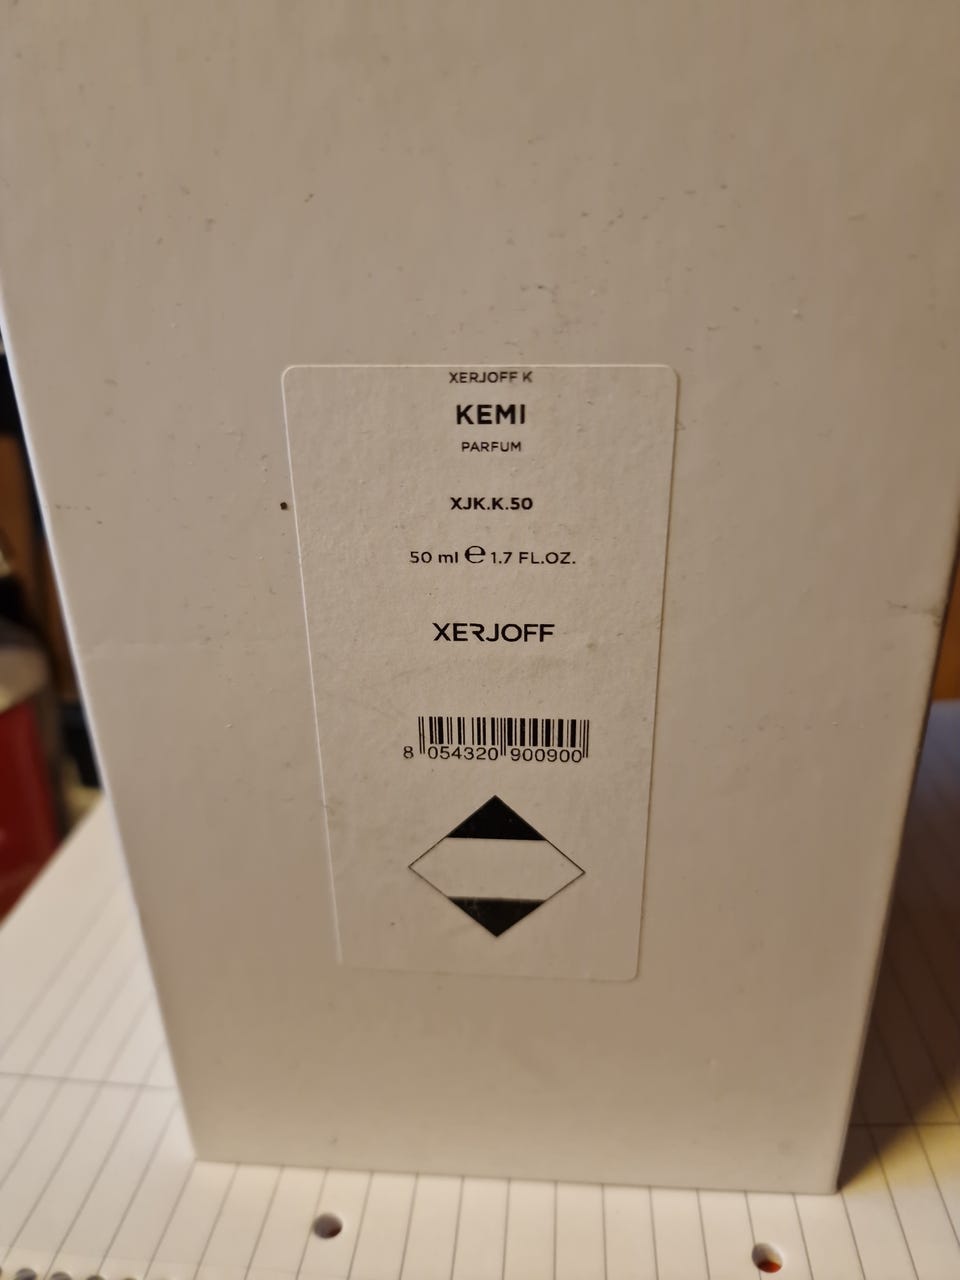 XERJOFF K
KEMI
PARFUM
XJK.K.50
50 ml ℮ 1.7 FL.OZ.
XERJOFF
8 054320 900900